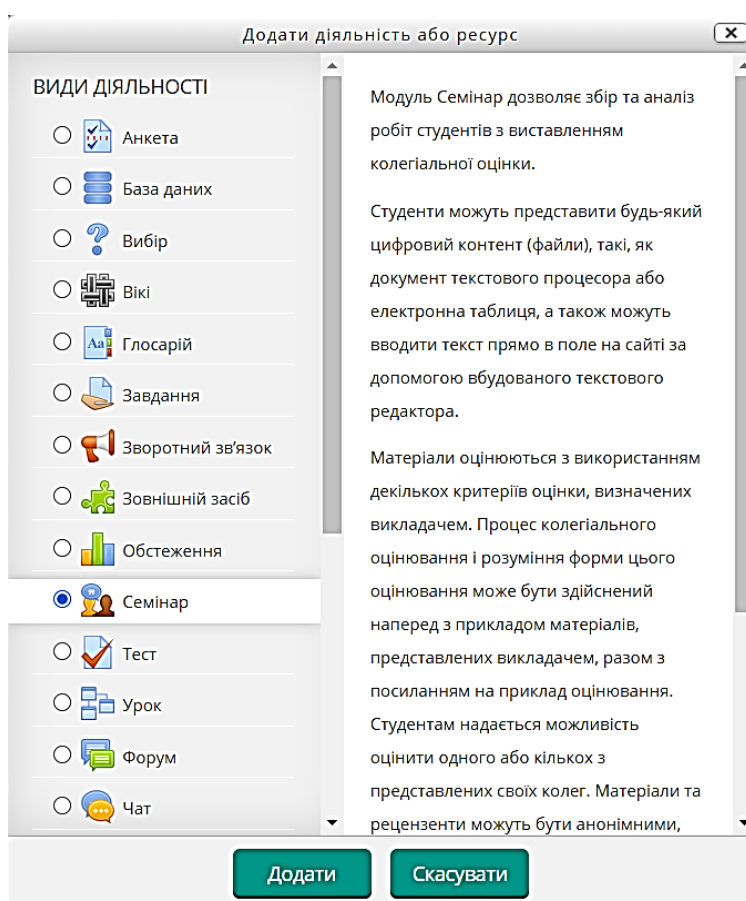 Додати діяльність або ресурс
ВИДИ ДІЯЛЬНОСТІ
Анкета
База даних
Вибір
Вікі
Глосарій
Завдання
Зворотний зв'язок
Зовнішній засіб
Обстеження
Семінар
Тест
Урок
Форум
Чат
Модуль Семінар дозволяє збір та аналіз
робіт студентів з виставленням
колегіальної оцінки.
Студенти можуть представити будь-який
цифровий контент (файли), такі, як
документ текстового процесора або
електронна таблиця, а також можуть
вводити текст прямо в поле на сайті за
допомогою вбудованого текстового
редактора.
Матеріали оцінюються з використанням
декількох критеріїв оцінки, визначених
викладачем. Процес колегіального
оцінювання і розуміння форми цього
оцінювання може бути здійснений
наперед з прикладом матеріалів,
представлених викладачем, разом з
посиланням на приклад оцінювання.
Студентам надається можливість
оцінити одного або кількох з
представлених своїх колег. Матеріали та
рецензенти можуть бути анонімними,
Додати
Скасувати